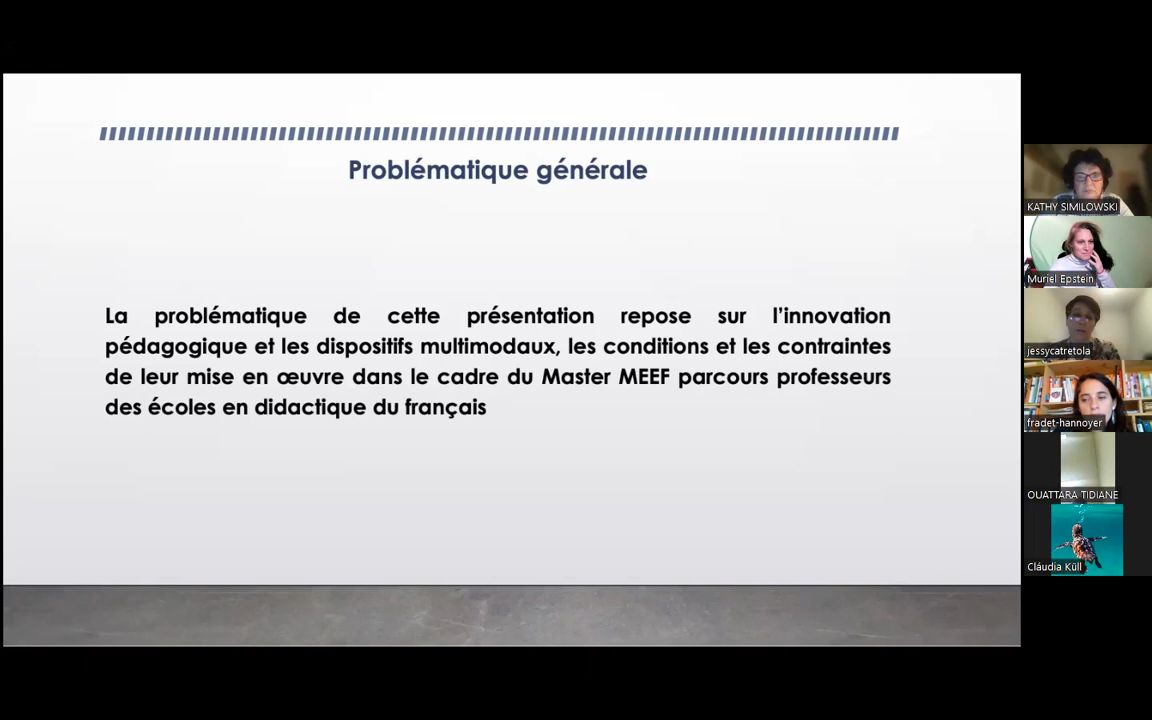 Problématique générale
La problématique de cette présentation repose sur l'innovation
pédagogique et les dispositifs multimodaux, les conditions et les contraintes
de leur mise en œuvre dans le cadre du Master MEEF parcours professeurs
des écoles en didactique du français
KATHY SIMILOWSKI
Muriel Epstein
jessycatretola
fradet-hannoyer
OUATTARA TIDIANE
Cláudia Küll